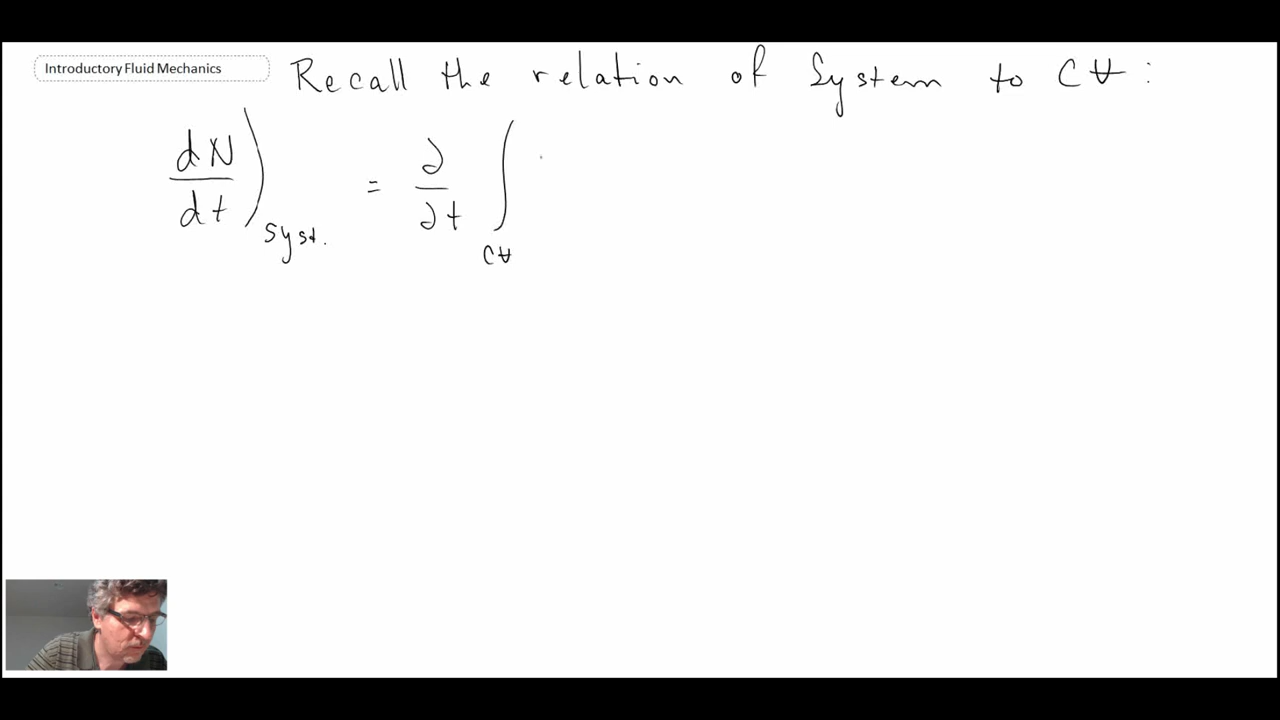 Introductory Fluid Mechanics
Recall the relation of System to C∀:
dN/dt)syst. = ∂/∂t ∫C∀